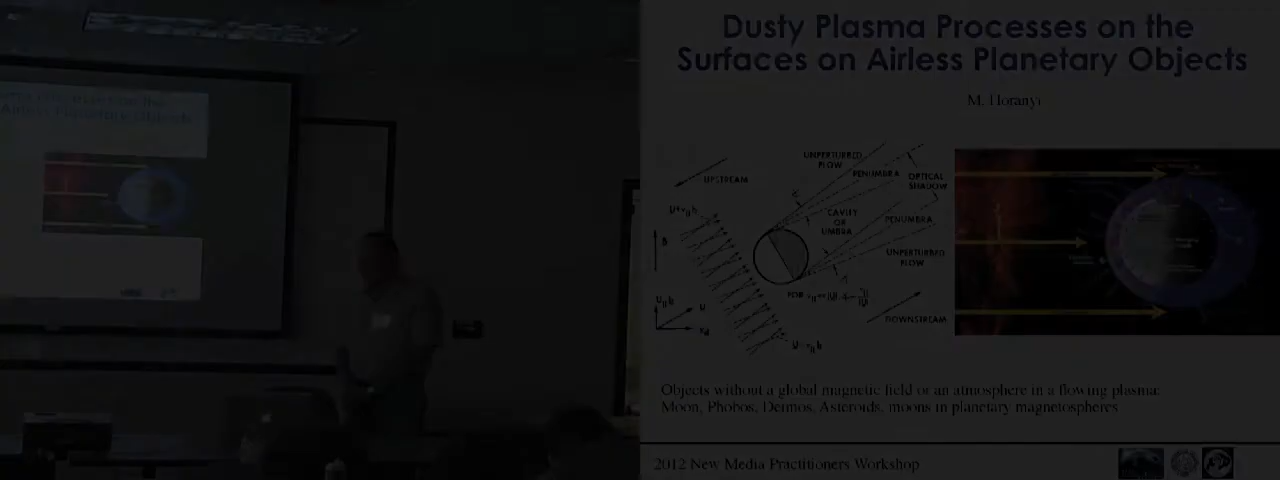 Dusty Plasma Processes on the
Surfaces on Airless Planetary Objects
M. Horanyi
UNPERTURBED
FLOW
PENUMBRA
OPTICAL
SHADOW
UPSTREAM
CAVITY
OR
UMBRA
PENUMBRA
UNPERTURBED
FLOW
B
U
FOR
DOWNSTREAM
Objects without a global magnetic field or an atmosphere in a flowing plasma:
Moon, Phobos, Deimos, Asteroids, moons in planetary magnetospheres
2012 New Media Practitioners Workshop